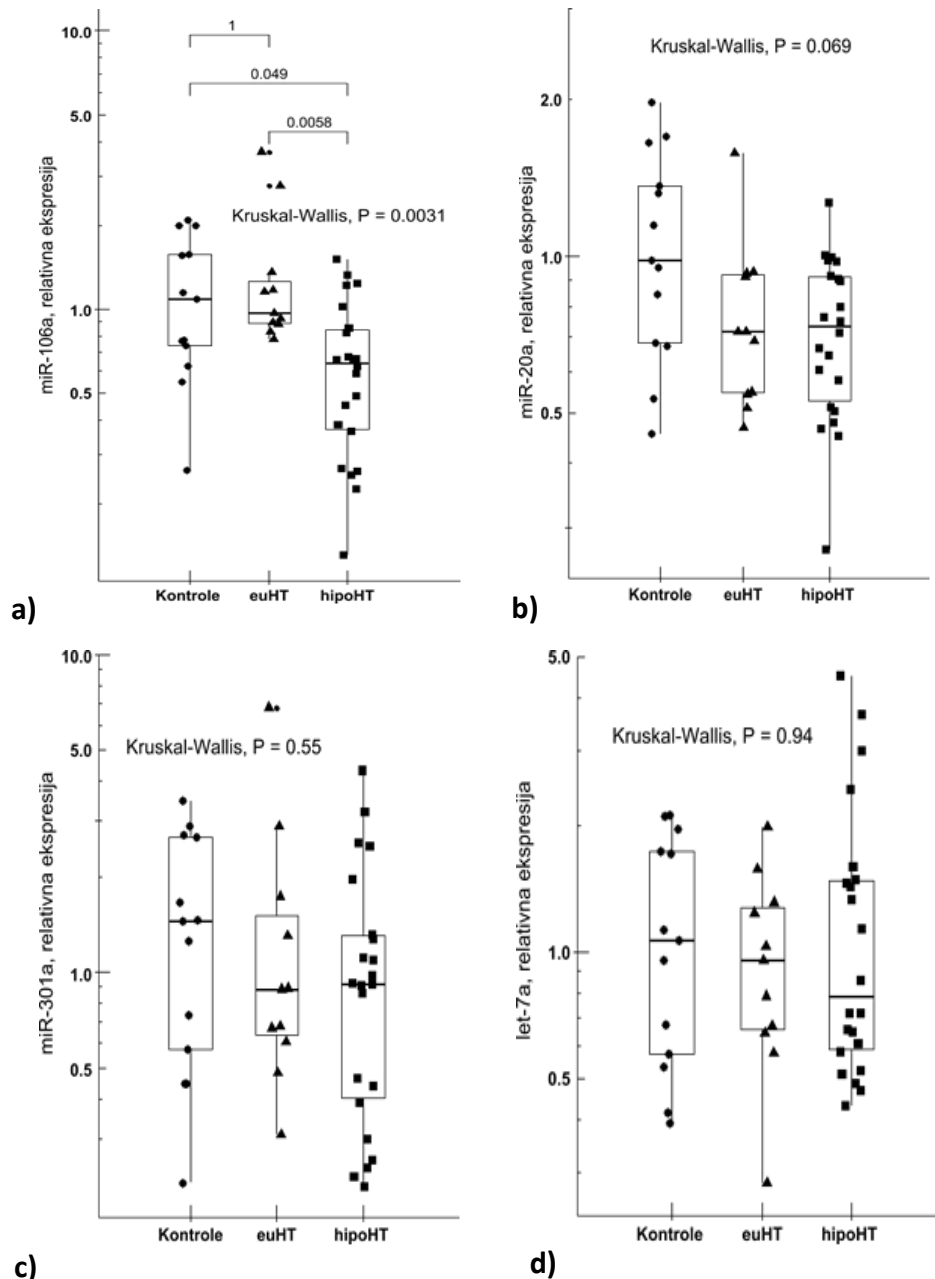 10.0
1
0.049
5.0
0.0058
Kruskal-Wallis, P = 0.0031
1.0
0.5
miR-106a, relativna ekspresija
Kontrole euHT hipoHT
a)
Kruskal-Wallis, P = 0.069
2.0
1.0
0.5
miR-20a, relativna ekspresija
Kontrole euHT hipoHT
b)
10.0
5.0
Kruskal-Wallis, P = 0.55
1.0
0.5
miR-301a, relativna ekspresija
Kontrole euHT hipoHT
c)
5.0
Kruskal-Wallis, P = 0.94
1.0
0.5
let-7a, relativna ekspresija
Kontrole euHT hipoHT
d)